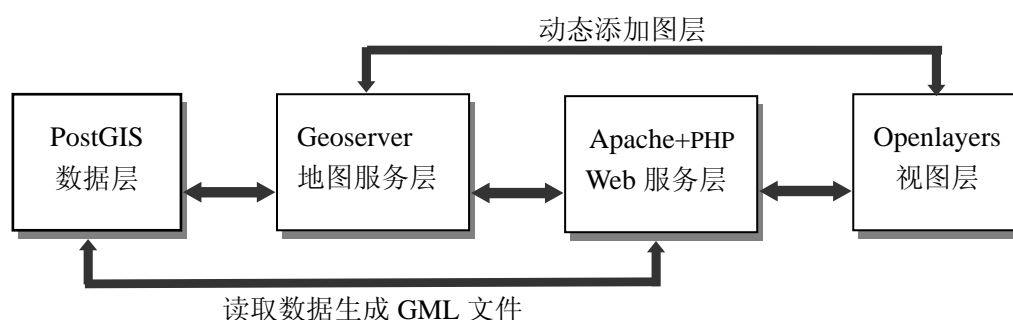 动态添加图层
PostGIS
数据层
Geoserver
地图服务层
Apache+PHP
Web 服务层
Openlayers
视图层
读取数据生成 GML 文件